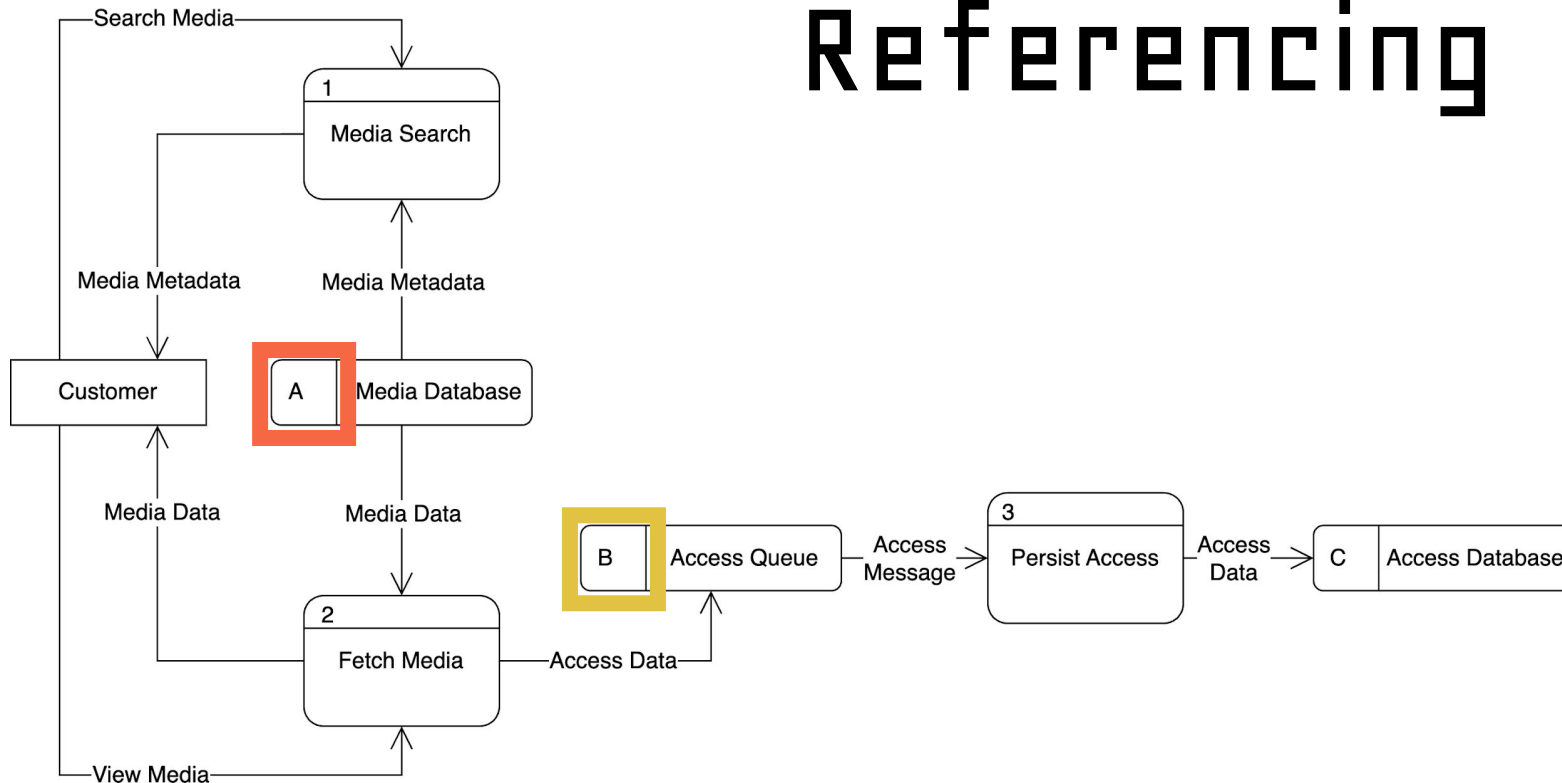 Referencing
Search Media
1
Media Search
Media Metadata
Media Metadata
Customer
A
Media Database
Media Data
Media Data
B
Access Queue
Access
Message
3
Persist Access
Access
Data
C
Access Database
2
Fetch Media
Access Data
View Media